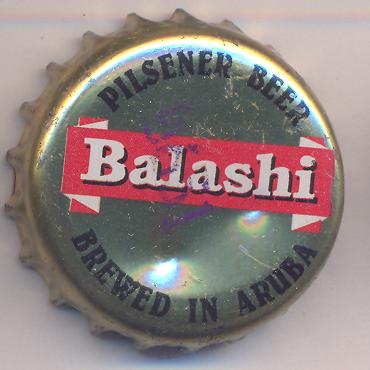 PILSENER BEER
Balashi
BREWED IN ARUBA